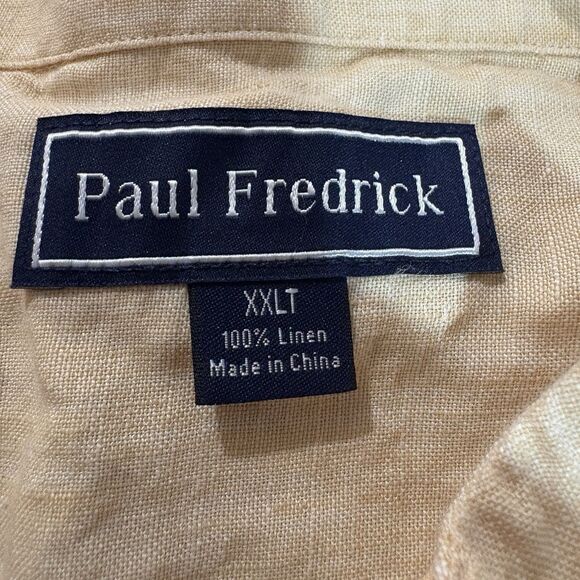 Paul Fredrick
XXLT
100% Linen
Made in China